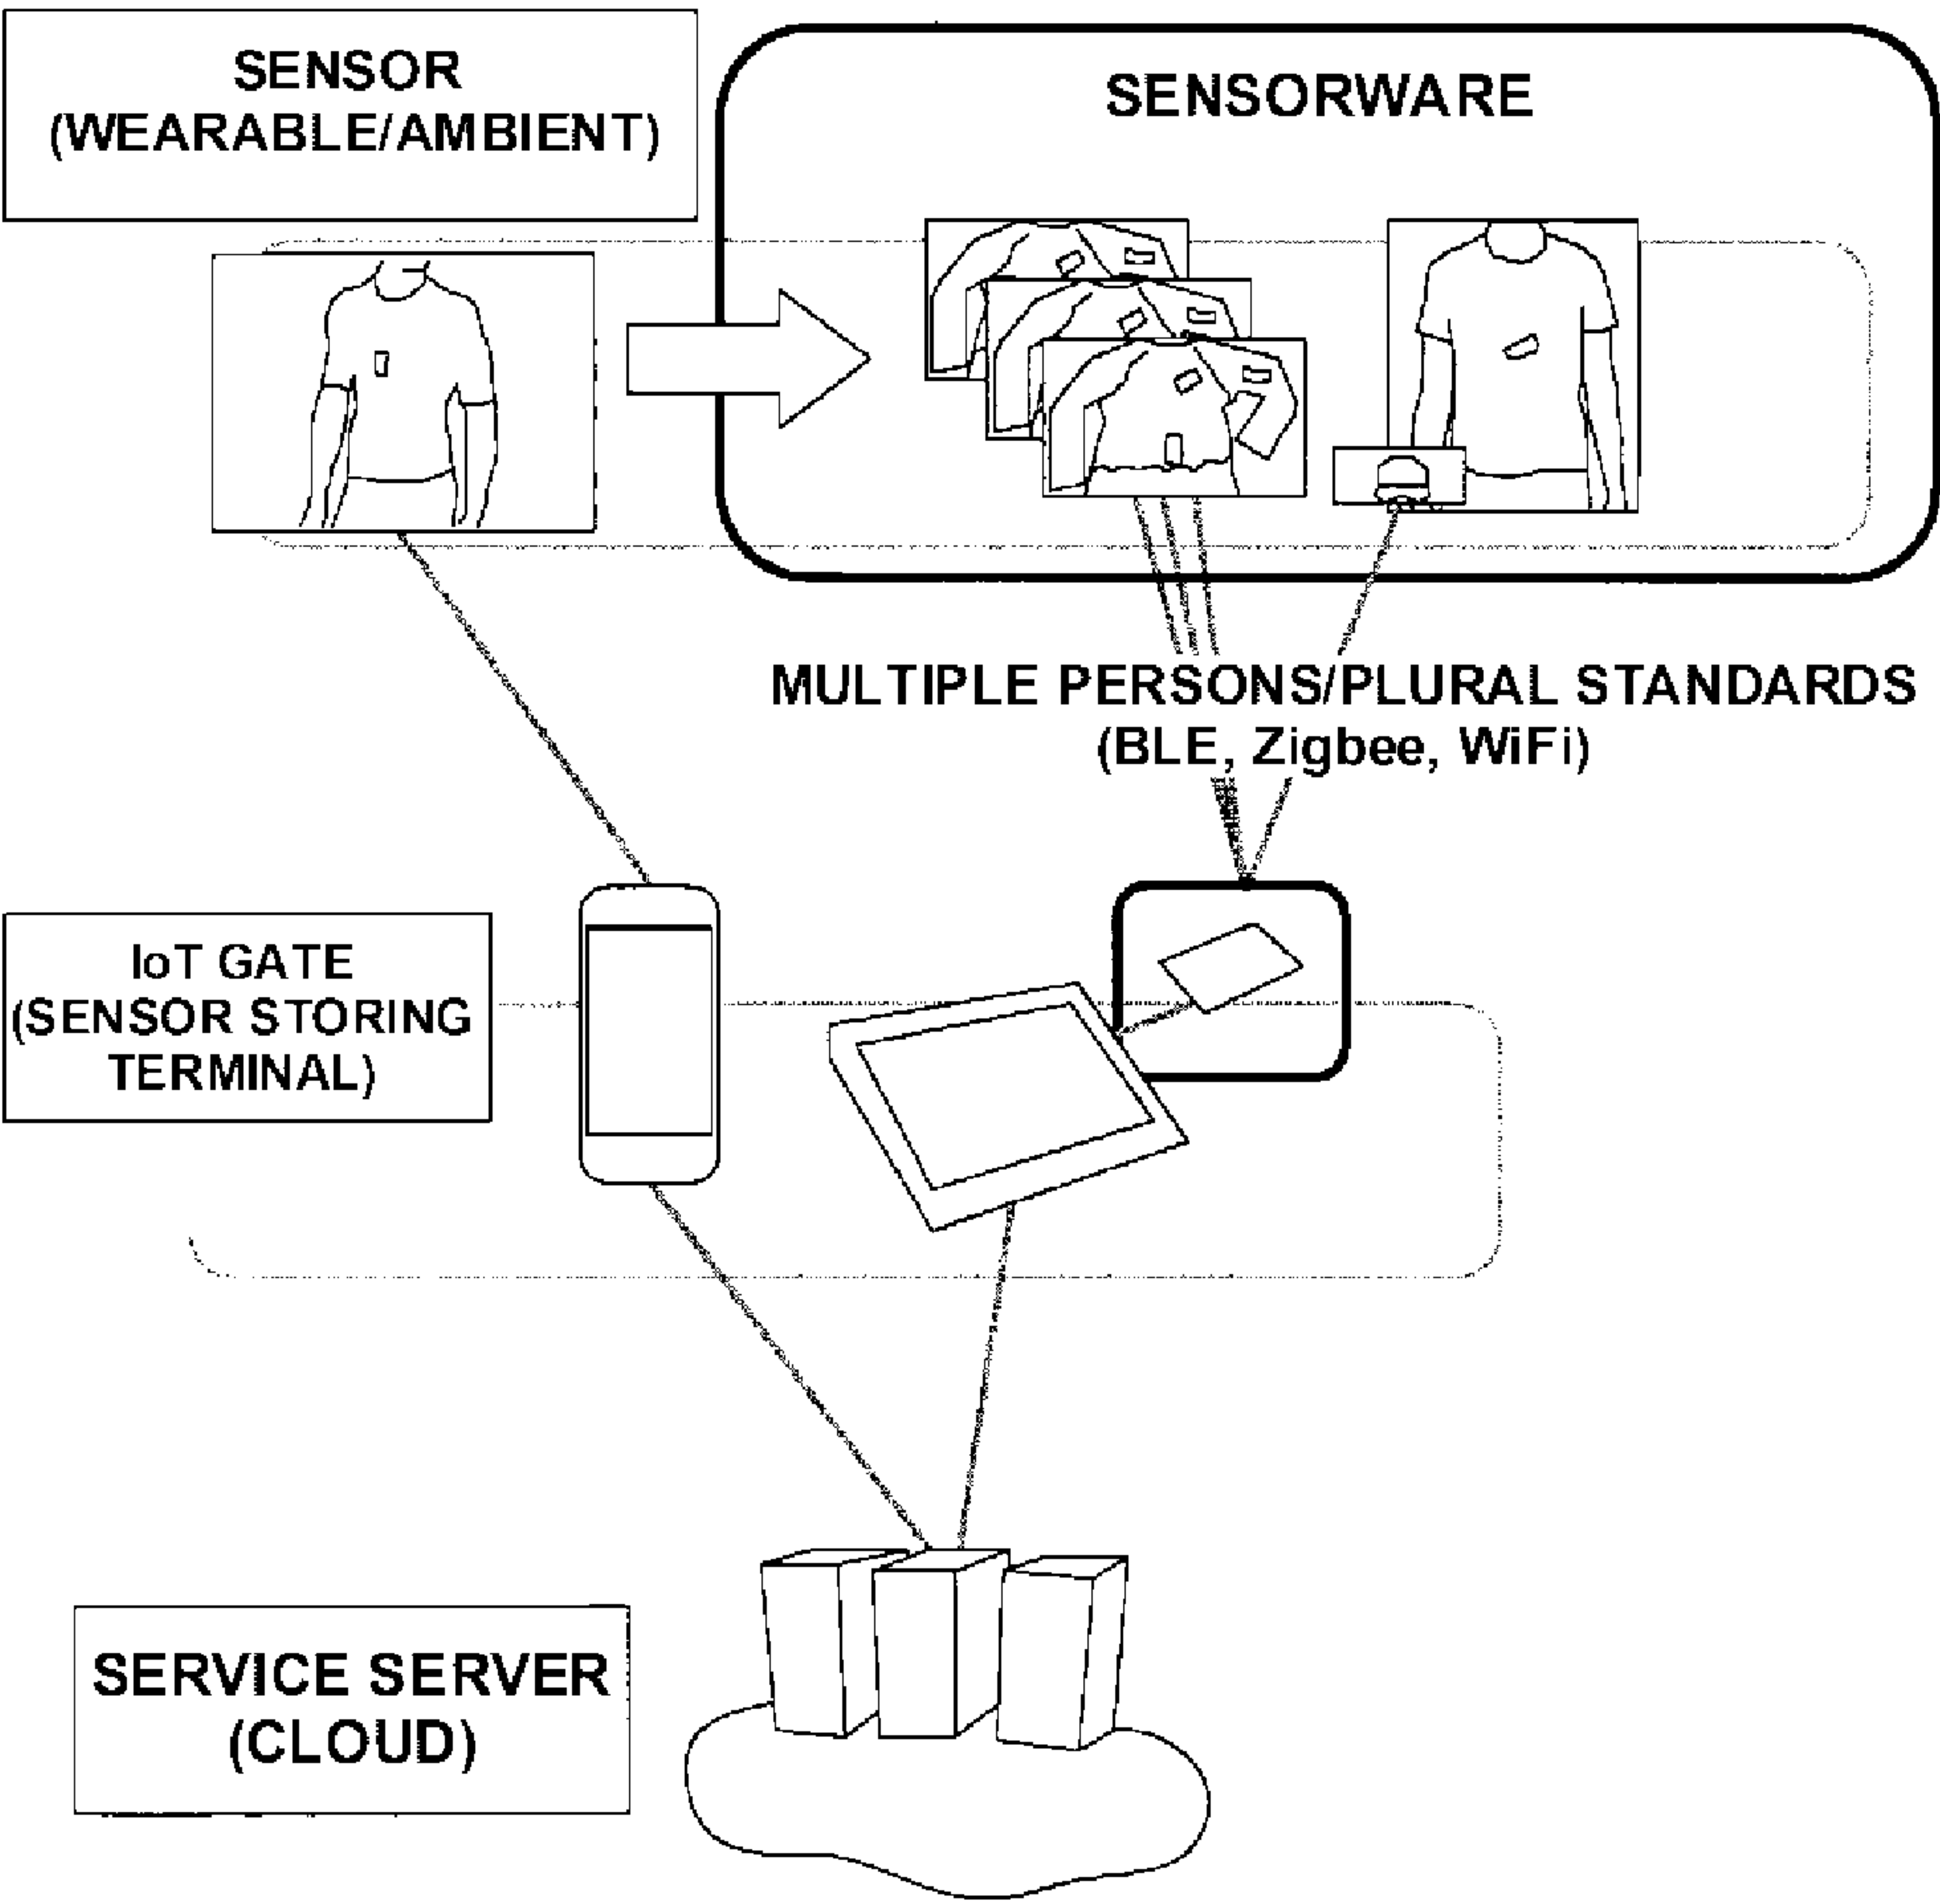 SENSOR
(WEARABLE/AMBIENT)
SENSORWARE
MULTIPLE PERSONS/PLURAL STANDARDS
(BLE, Zigbee, WiFi)
IoT GATE
(SENSOR STORING
TERMINAL)
SERVICE SERVER
(CLOUD)